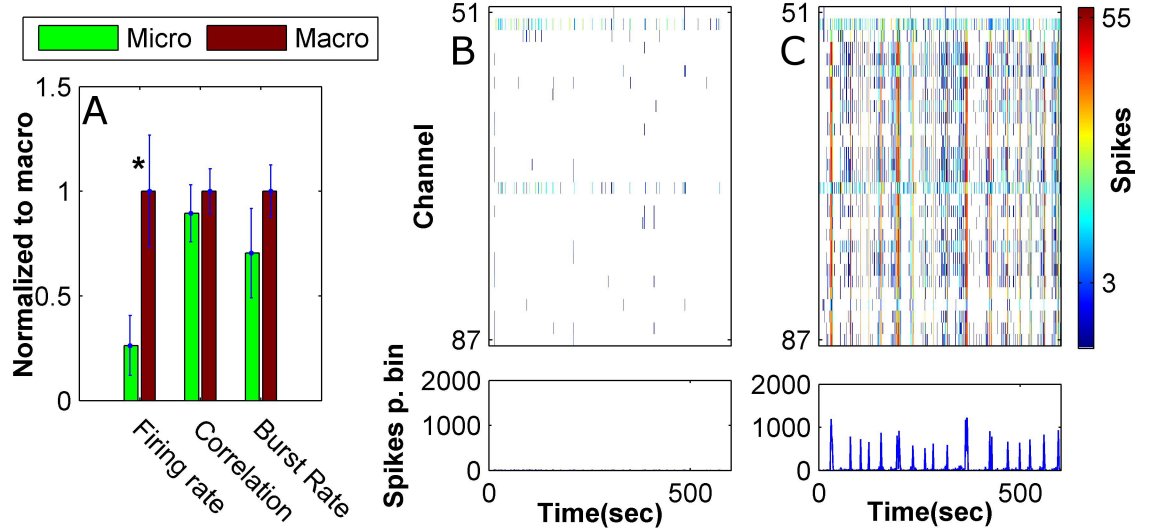 Micro
Macro
A
Normalized to macro
1.5
1
0.5
0
*
Firing rate
Correlation
Burst Rate
B
Channel
51
87
Spikes p. bin
2000
1000
0
0
500
Time(sec)
C
51
87
2000
1000
0
0
500
Time(sec)
55
3
Spikes